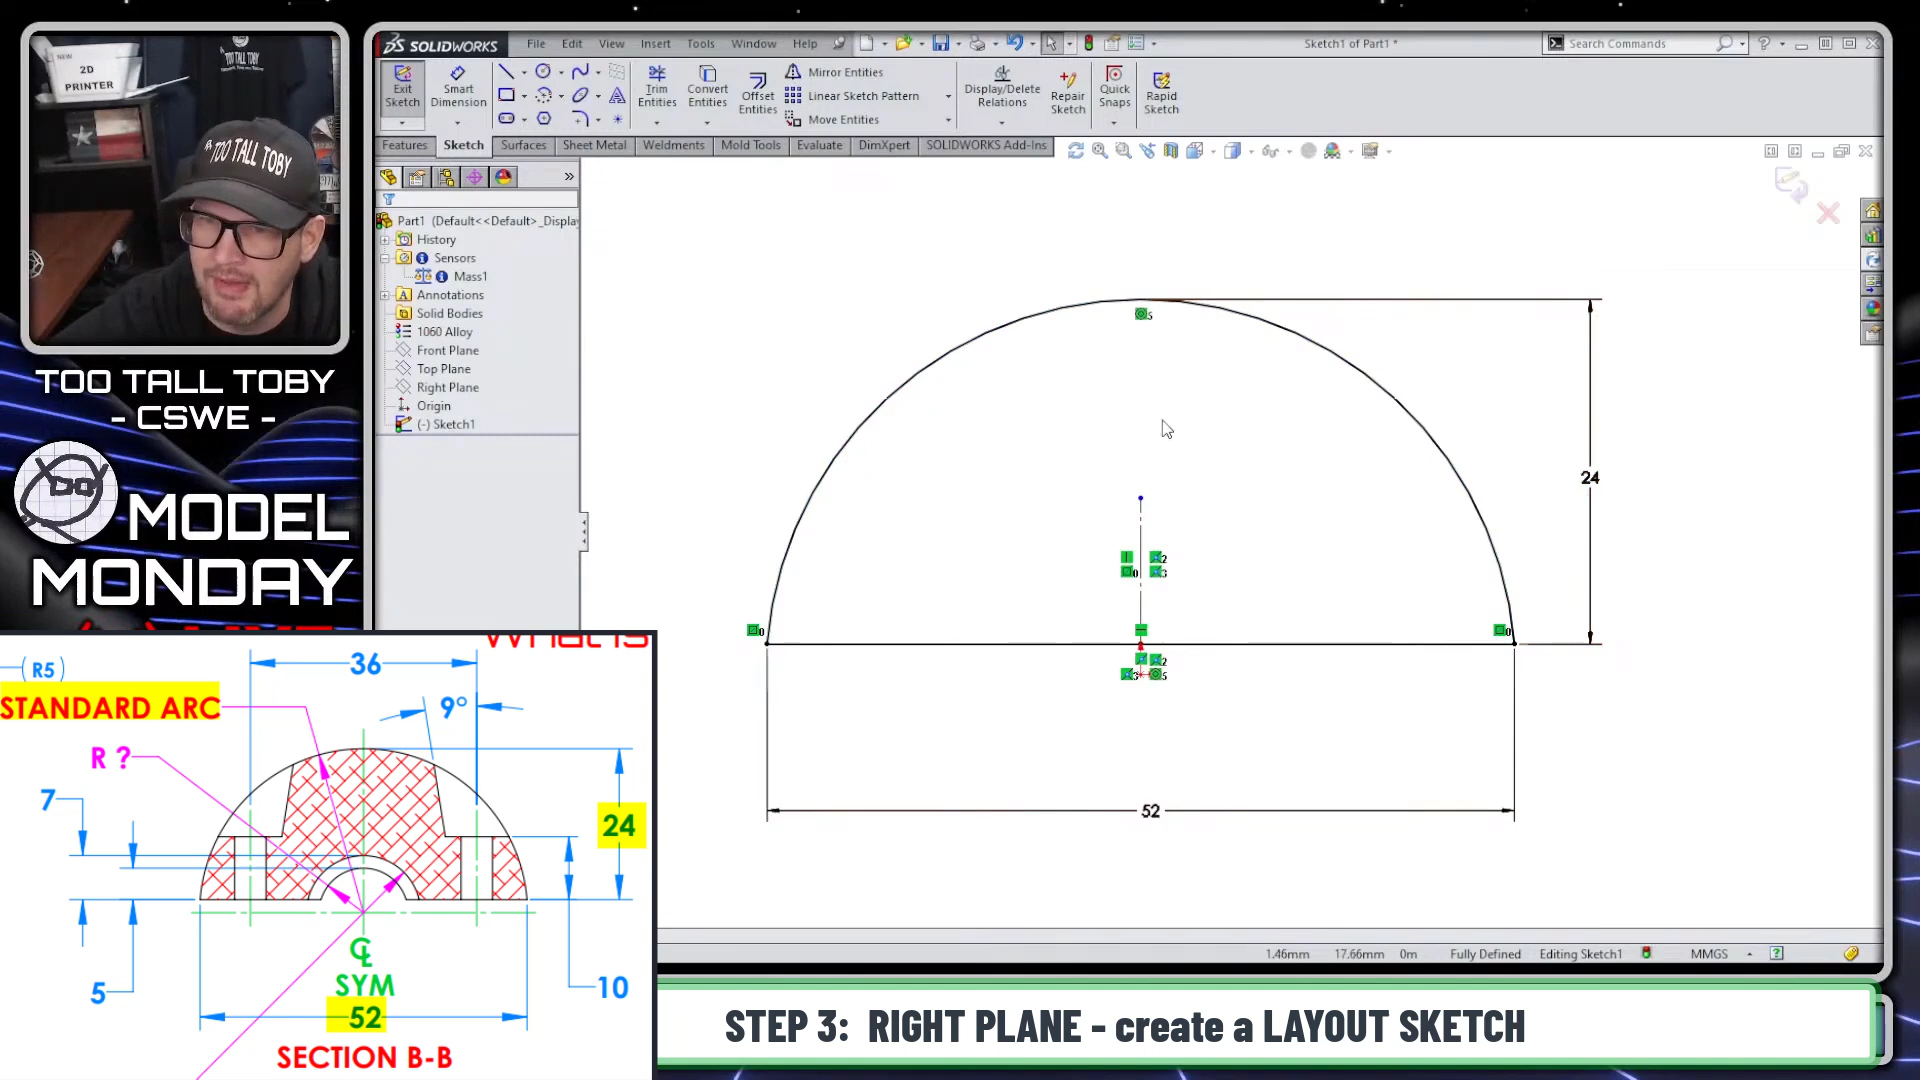 NEW
2D
PRINTER
TOO TALL TOBY
TOO TALL TOBY
- CSWE -
MODEL
MONDAY
SOLIDWORKS
File Edit View Insert Tools Window Help
Sketch1 of Part1 *
Search Commands
Exit Sketch
Smart Dimension
Trim Entities
Convert Entities
Offset Entities
Mirror Entities
Linear Sketch Pattern
Move Entities
Display/Delete Relations
Repair Sketch
Quick Snaps
Rapid Sketch
Features Sketch Surfaces Sheet Metal Weldments Mold Tools Evaluate DimXpert SOLIDWORKS Add-Ins
Part1 (Default<<Default>_Display
History
Sensors
Mass1
Annotations
Solid Bodies
1060 Alloy
Front Plane
Top Plane
Right Plane
Origin
(-) Sketch1
24
52
(R5)
36
STANDARD ARC
9°
R ?
7
24
5
10
℄
SYM
52
SECTION B-B
1.46mm 17.66mm 0m Fully Defined Editing Sketch1 MMGS
STEP 3: RIGHT PLANE - create a LAYOUT SKETCH